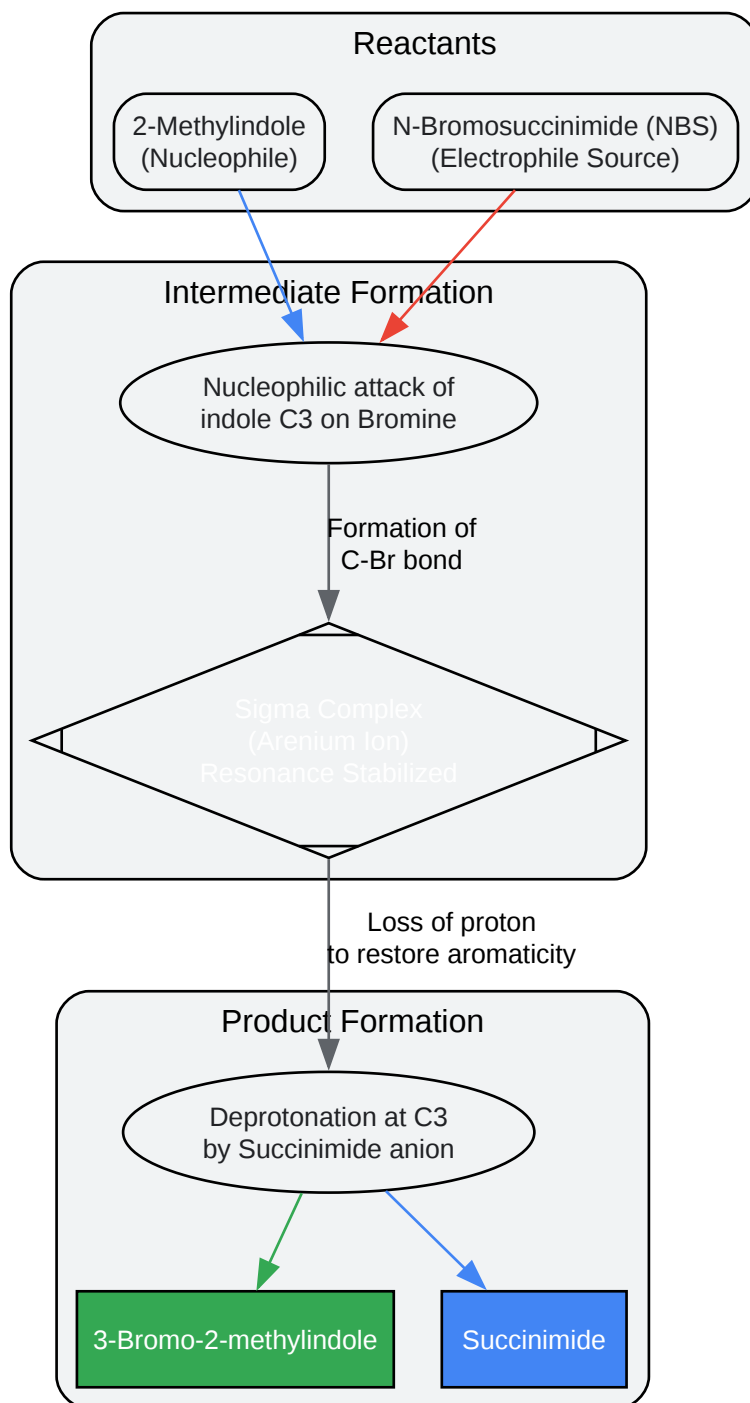 Reactants
2-Methylindole
(Nucleophile)
N-Bromosuccinimide (NBS)
(Electrophile Source)
Intermediate Formation
Nucleophilic attack of
indole C3 on Bromine
Formation of
C-Br bond
Sigma Complex
(Arenium Ion)
Resonance Stabilized
Loss of proton
to restore aromaticity
Product Formation
Deprotonation at C3
by Succinimide anion
3-Bromo-2-methylindole
Succinimide